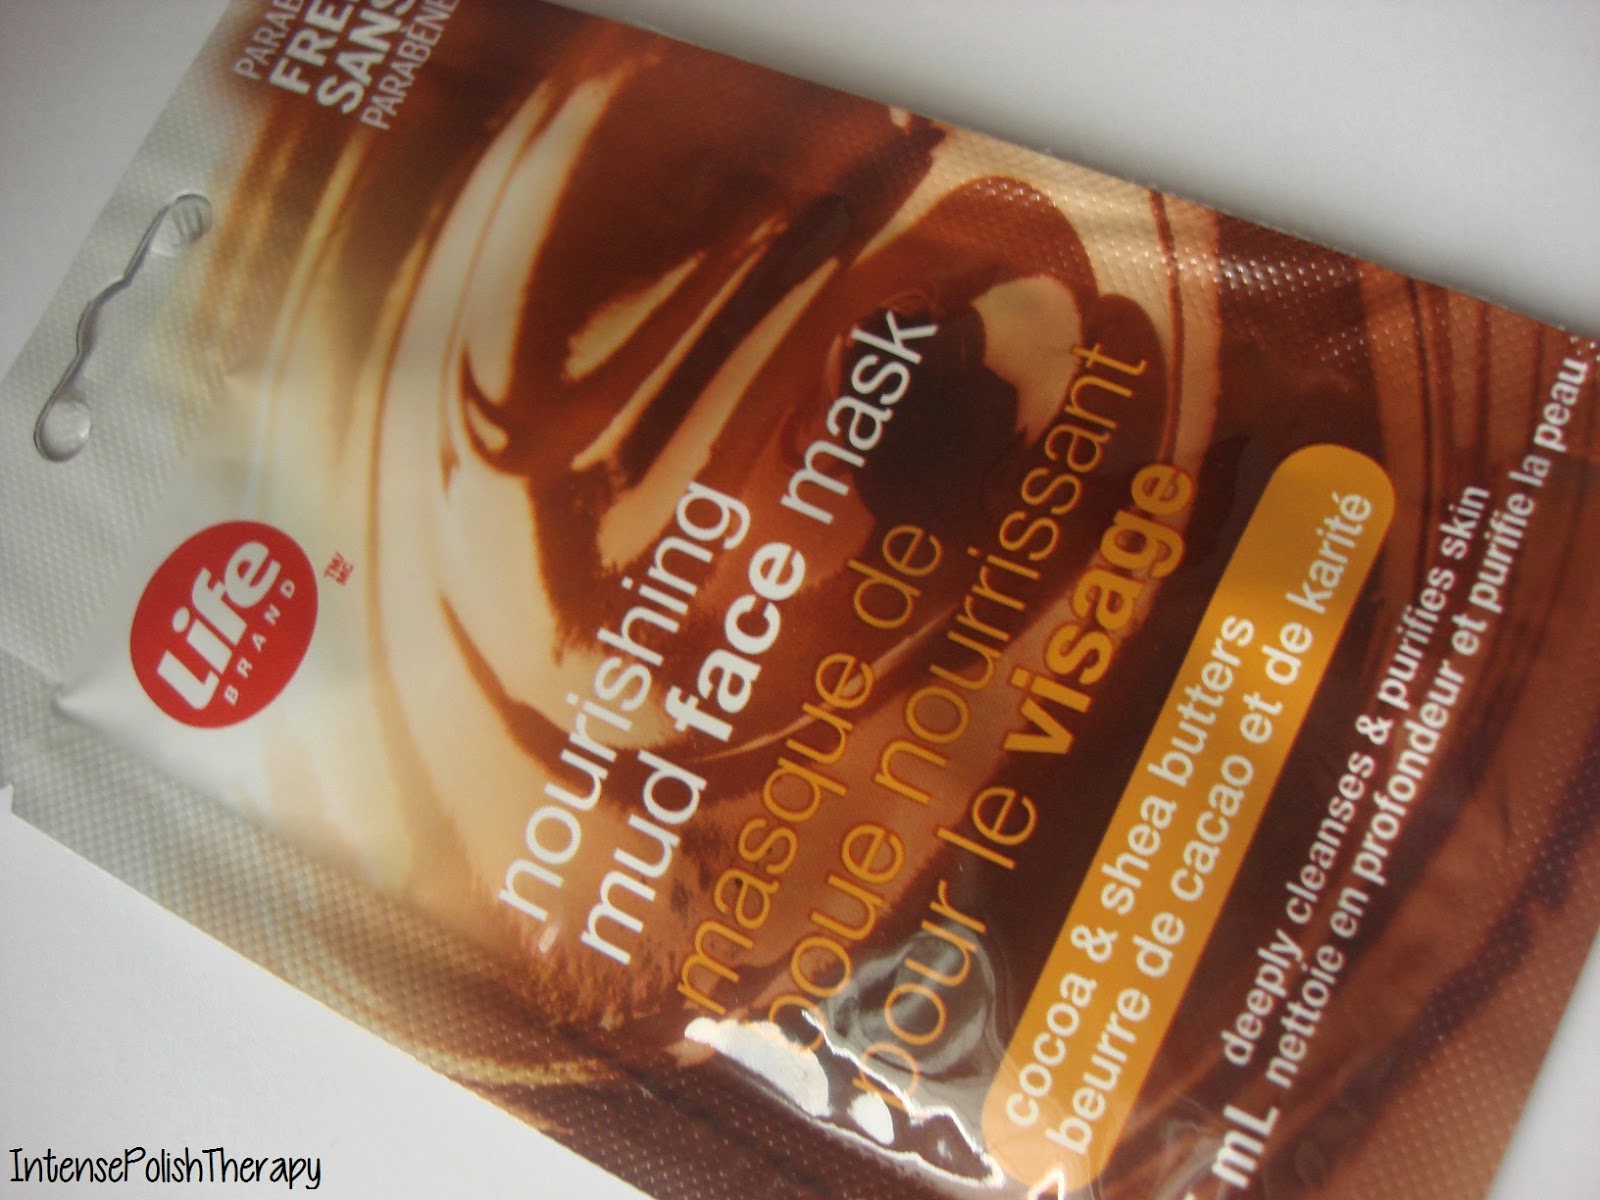 FREE
SANS
Life
BRAND
TM/
MC
nourishing
mud face mask
masque de
boue nourrissant
pour le visage
cocoa & shea butters
beurre de cacao et de karité
deeply cleanses & purifies skin
mL nettoie en profondeur et purifie la peau
IntensePolishTherapy